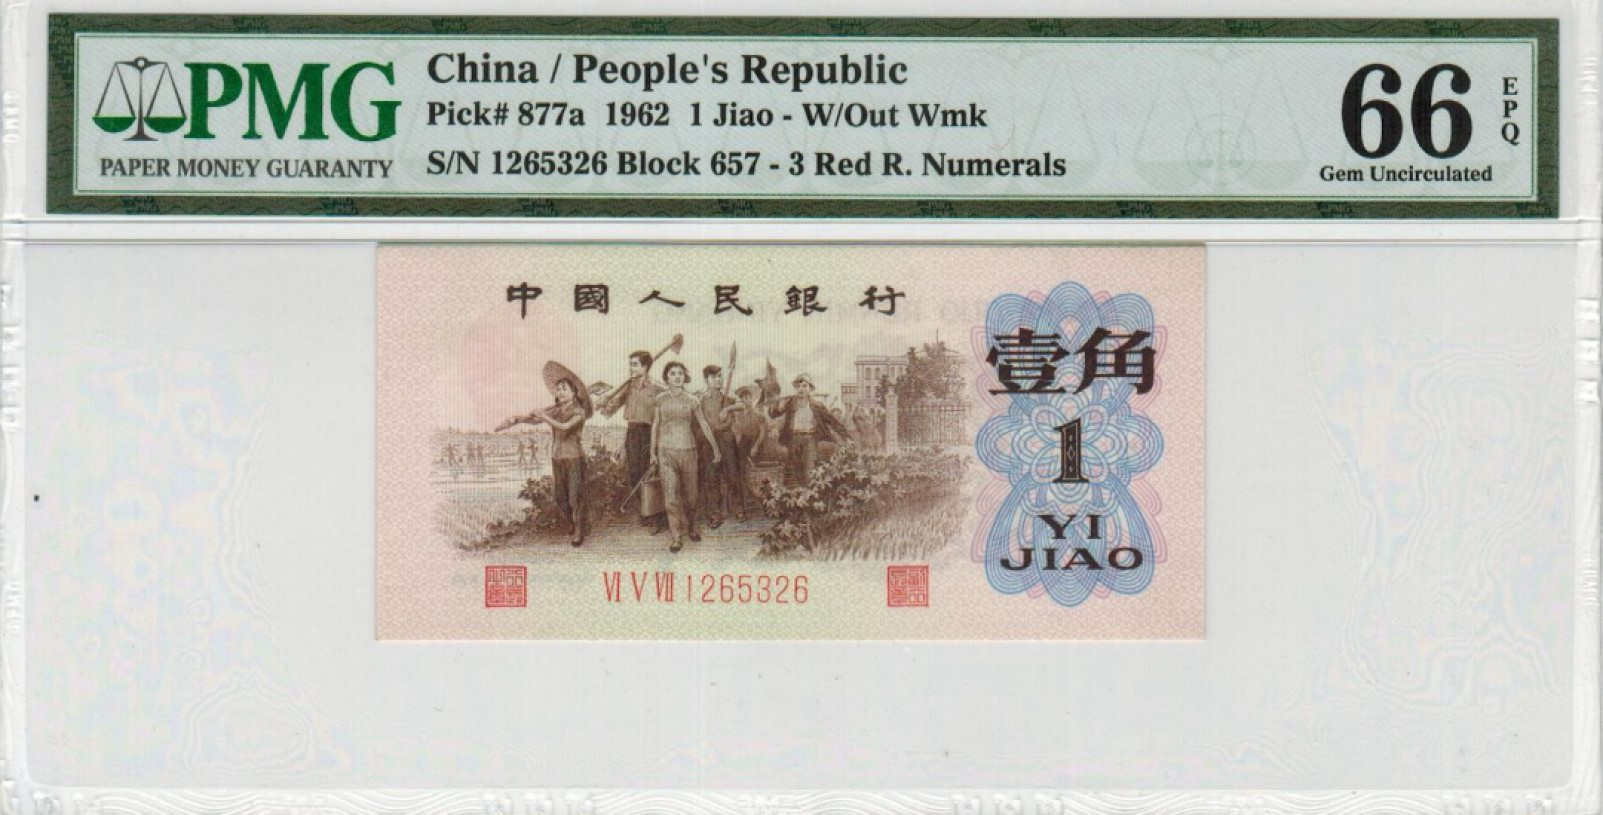 PMG
PAPER MONEY GUARANTY
China / People's Republic
Pick# 877a 1962 1 Jiao - W/Out Wmk
S/N 1265326 Block 657 - 3 Red R. Numerals
66
EPQ
Gem Uncirculated
中國人民銀行
壹角
1
YI
JIAO
VI V VII 1265326